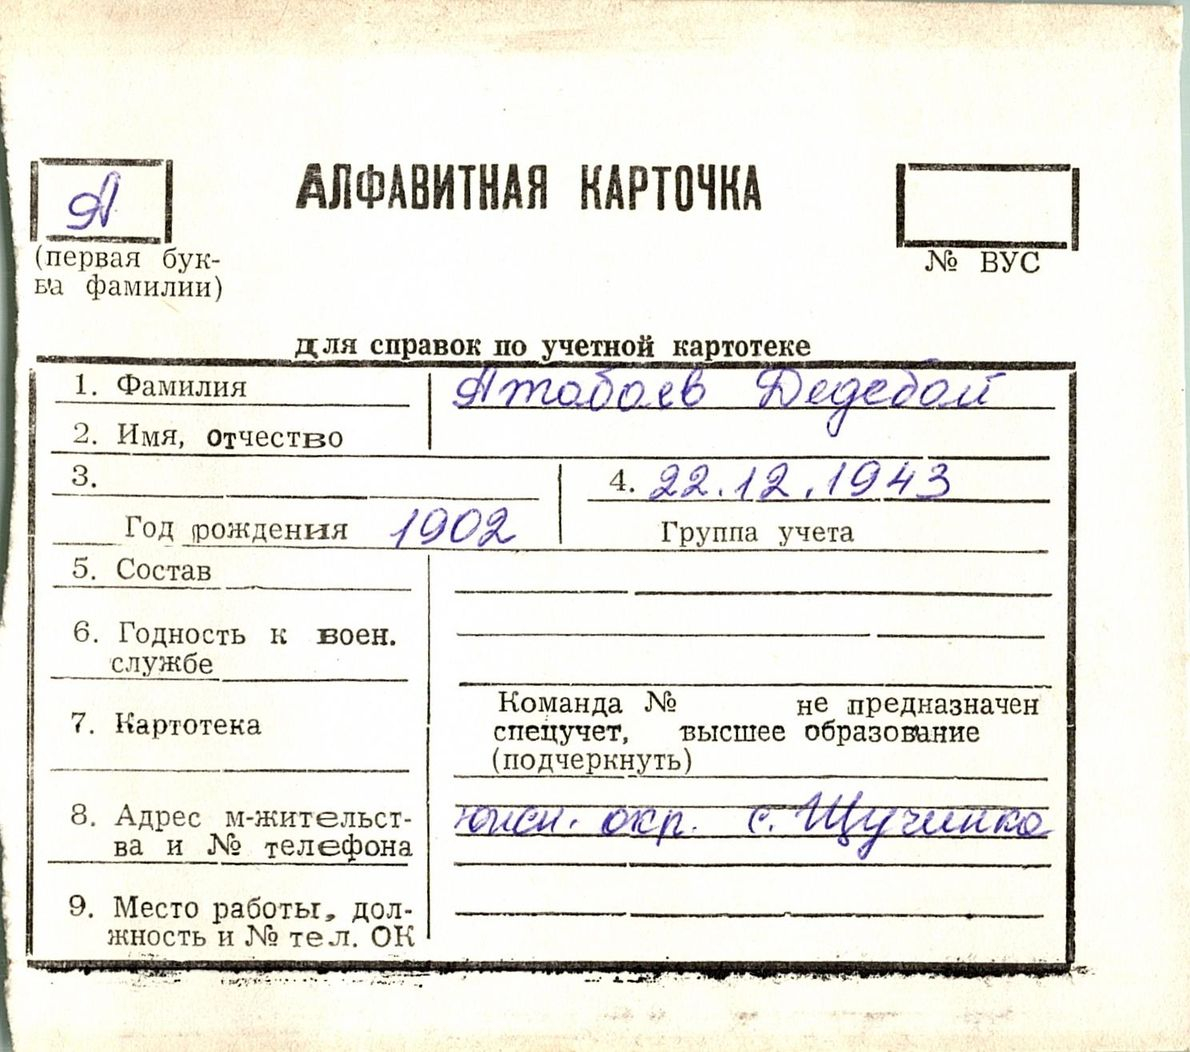 А
АЛФАВИТНАЯ КАРТОЧКА
(первая бук-
ва фамилии)
№ ВУС
для справок по учетной картотеке
1. Фамилия
Атабаев Дедебай
2. Имя, отчество
3.
4. 22.12.1943
Год рождения 1902
Группа учета
5. Состав
6. Годность к воен.
службе
7. Картотека
Команда № не предназначен
спецучет, высшее образование
(подчеркнуть)
8. Адрес м-жительст-
ва и № телефона
окр. с. Щучинка
9. Место работы, дол-
жность и № тел. ОК